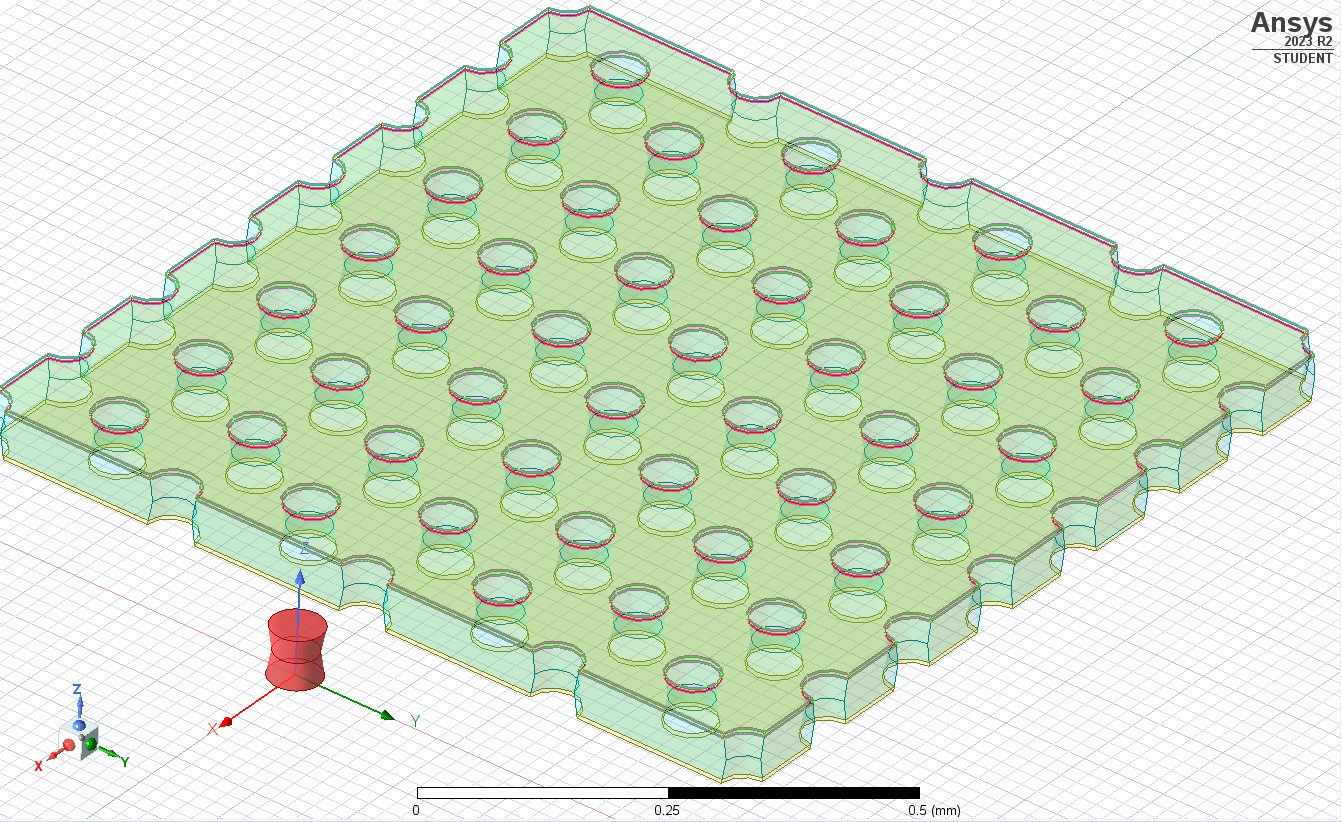 Ansys
2023 R2
STUDENT
Z
X
Y
Z
X
Y
0
0.25
0.5 (mm)